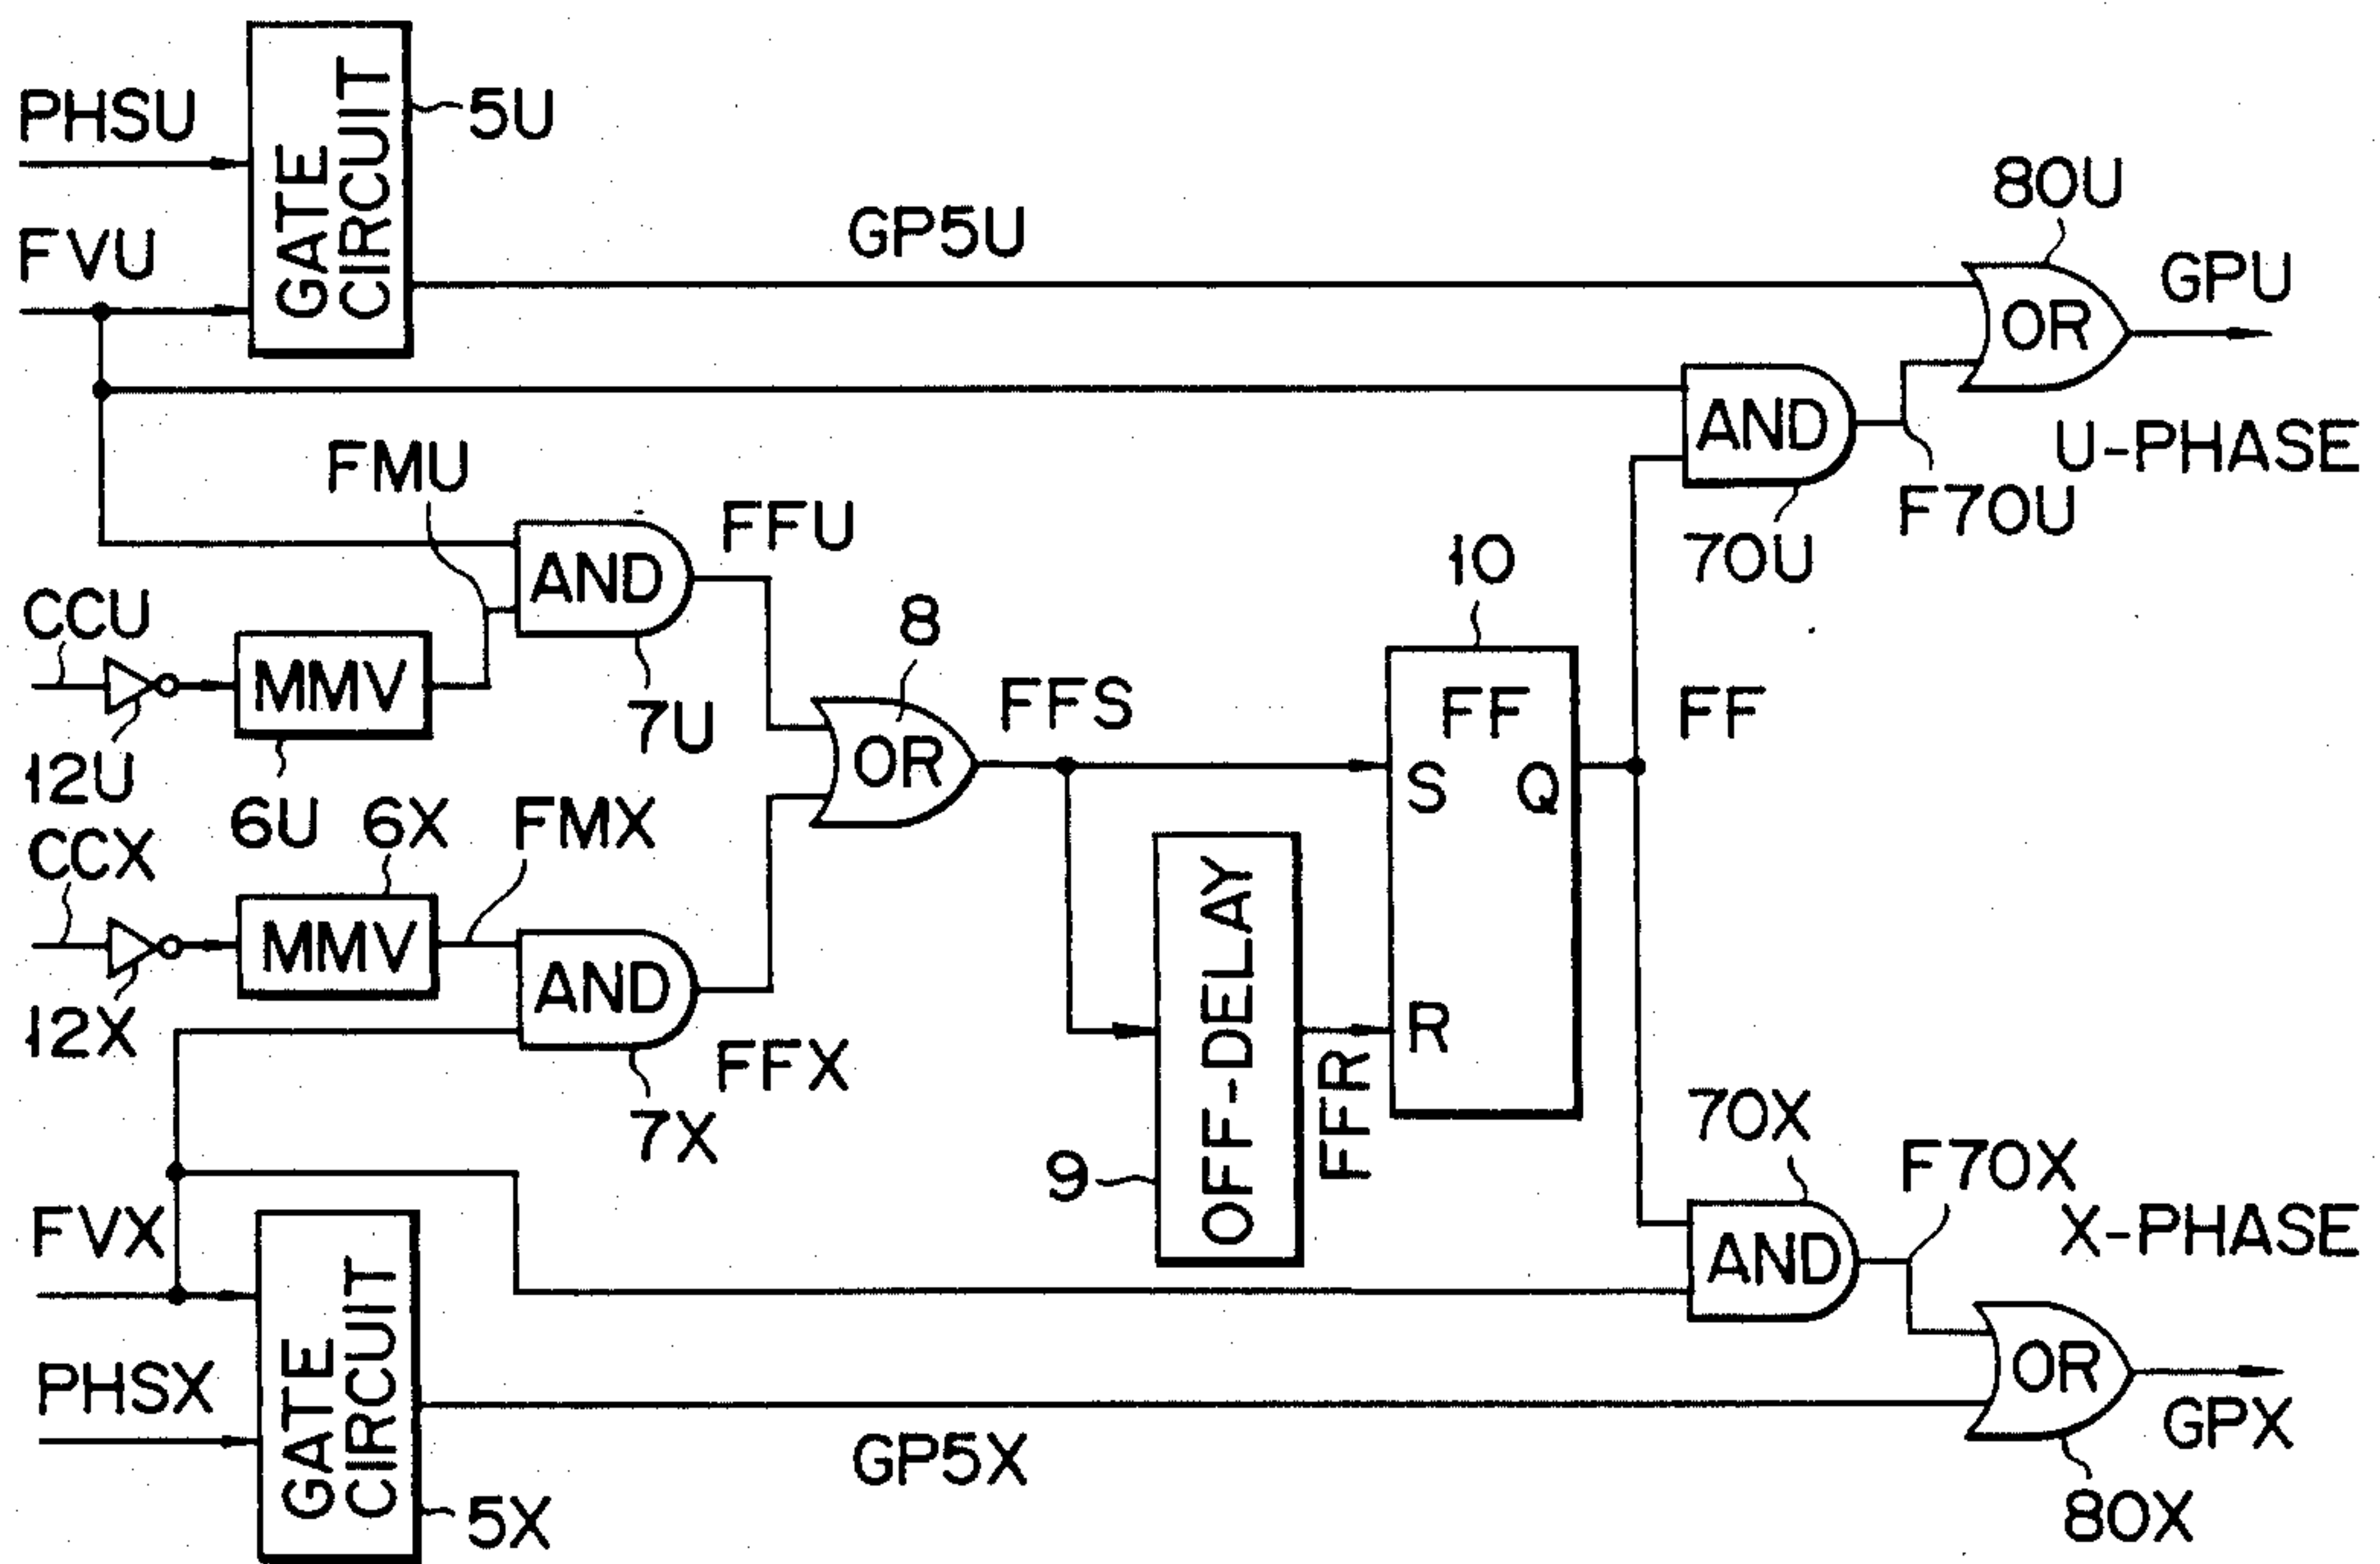 PHSU
FVU
GATE CIRCUIT
5U
GP5U
80U
OR
GPU
U-PHASE
AND
70U
F70U
FMU
AND
FFU
7U
CCU
12U
MMV
6U
6X
FMX
CCX
12X
MMV
AND
FFX
7X
8
OR
FFS
10
FF
S
Q
R
FF
OFF-DELAY
9
FFR
70X
AND
F70X
X-PHASE
FVX
PHSX
GATE CIRCUIT
5X
GP5X
OR
GPX
80X